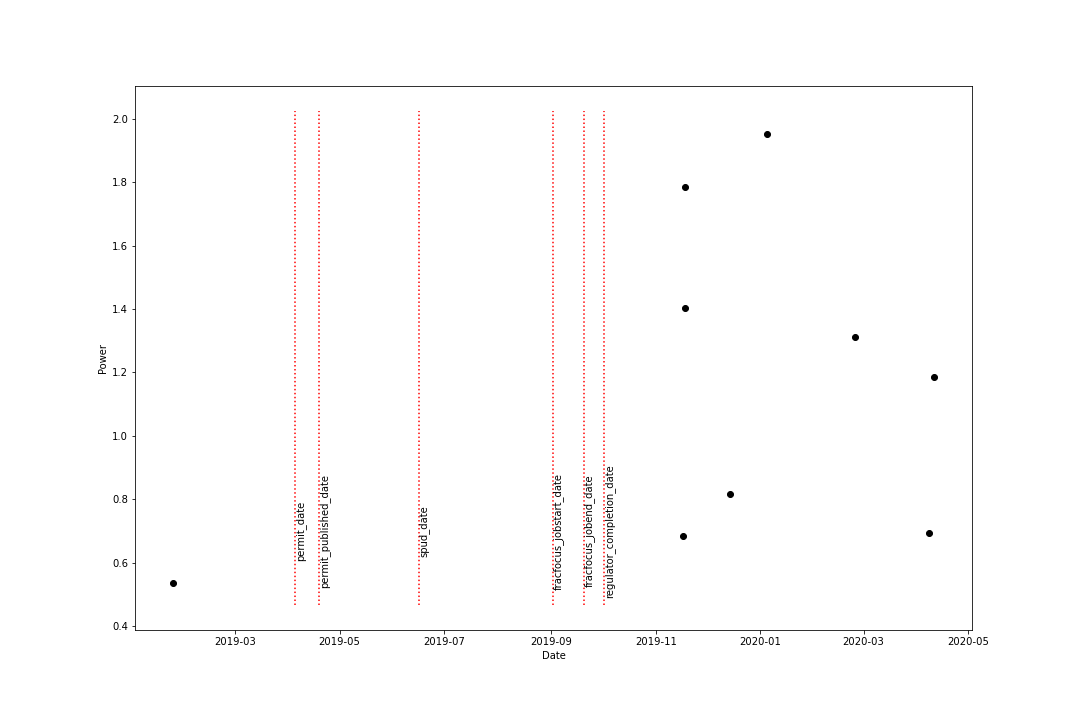 2.0
1.8
1.6
1.4
1.2
1.0
0.8
0.6
0.4
Power
permit_date
permit_published_date
spud_date
fracfocus_jobstart_date
fracfocus_jobend_date
regulator_completion_date
2019-03
2019-05
2019-07
2019-09
2019-11
2020-01
2020-03
2020-05
Date